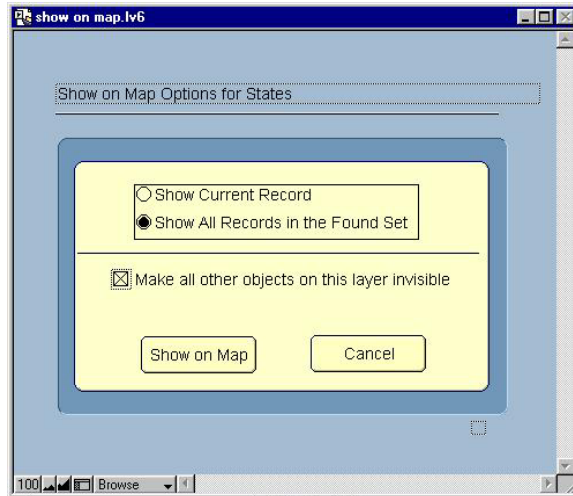 show on map.lv6
Show on Map Options for States
Show Current Record
Show All Records in the Found Set
Make all other objects on this layer invisible
Show on Map
Cancel
100
Browse